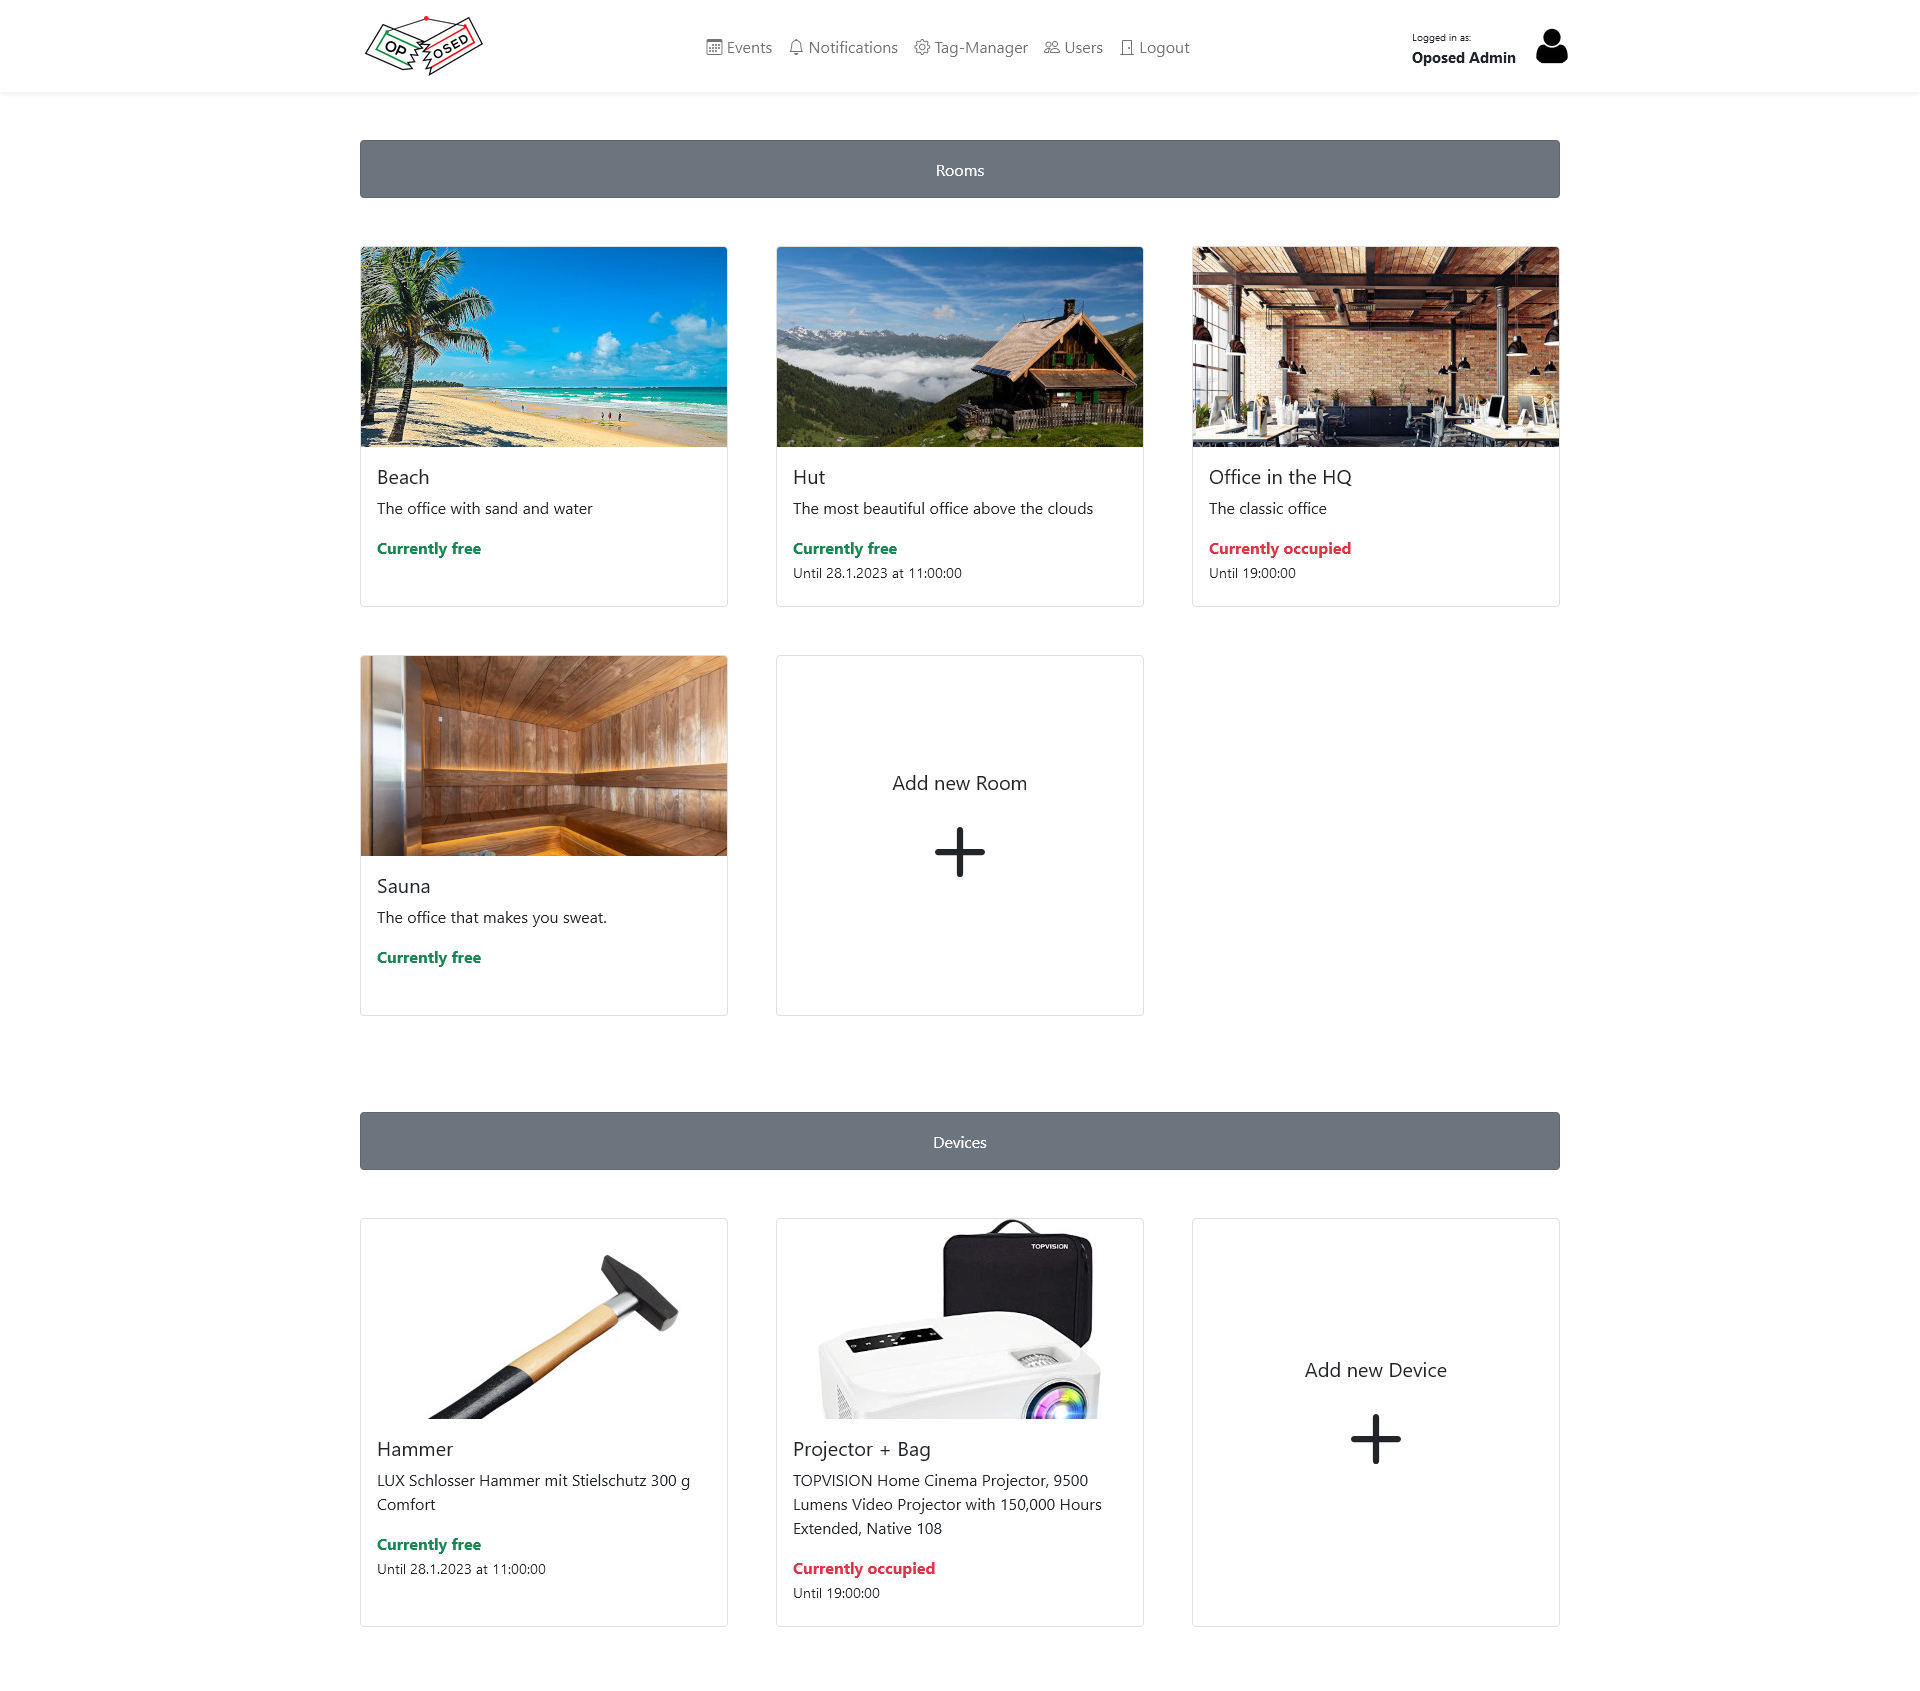 OP OSED
Events Notifications Tag-Manager Users Logout
Logged in as:
Oposed Admin
Rooms
Beach
The office with sand and water
Currently free
Hut
The most beautiful office above the clouds
Currently free
Until 28.1.2023 at 11:00:00
Office in the HQ
The classic office
Currently occupied
Until 19:00:00
Sauna
The office that makes you sweat.
Currently free
Add new Room
Devices
Hammer
LUX Schlosser Hammer mit Stielschutz 300 g
Comfort
Currently free
Until 28.1.2023 at 11:00:00
TOPVISION
Projector + Bag
TOPVISION Home Cinema Projector, 9500
Lumens Video Projector with 150,000 Hours
Extended, Native 108
Currently occupied
Until 19:00:00
Add new Device